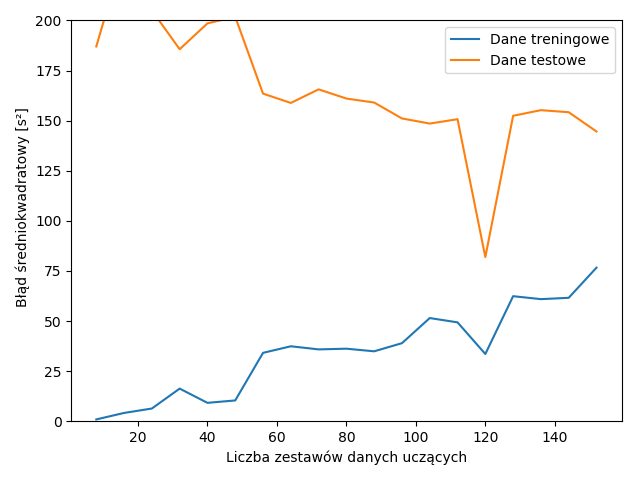 200
175
150
125
100
75
50
25
0
Błąd średniokwadratowy [s²]
Dane treningowe
Dane testowe
20 40 60 80 100 120 140
Liczba zestawów danych uczących